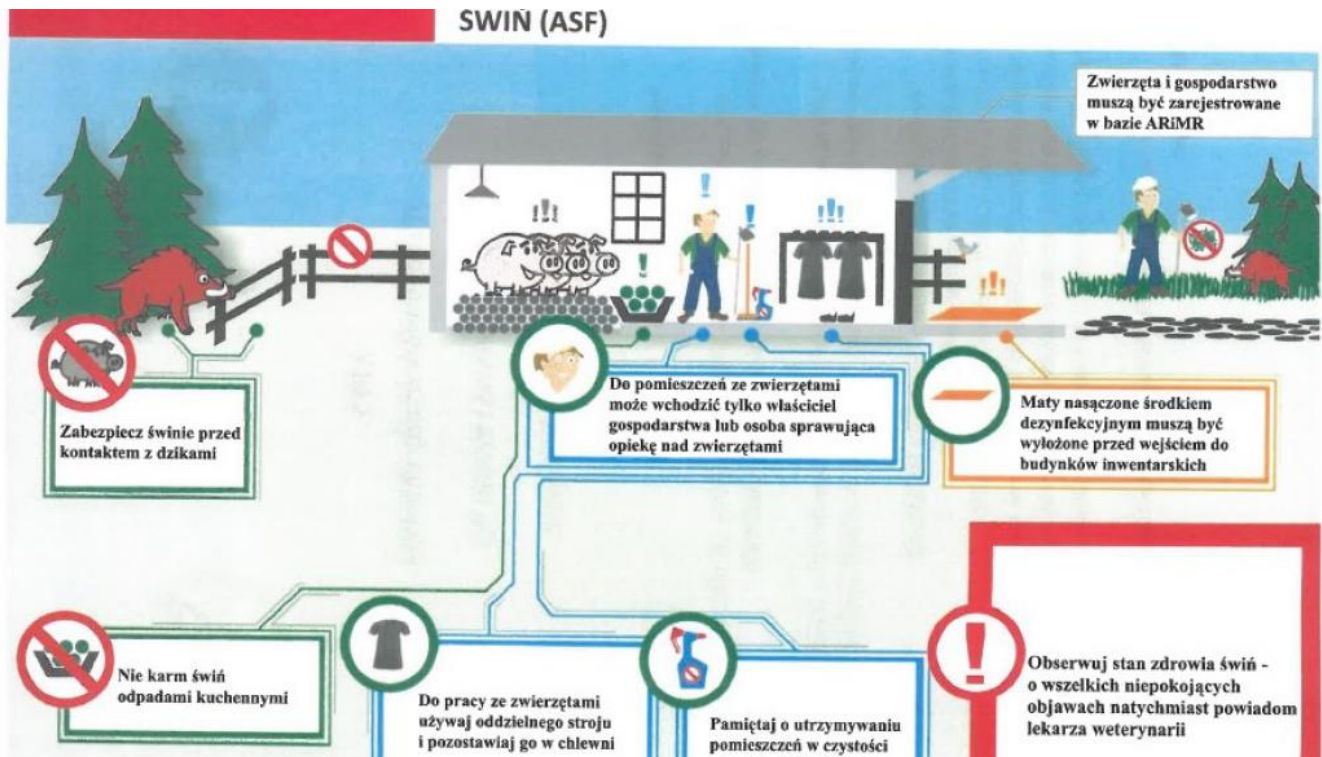 ŚWIŃ (ASF)
Zwierzęta i gospodarstwo
muszą być zarejestrowane
w bazie ARiMR
Zabezpiecz świnie przed
kontaktem z dzikami
Do pomieszczeń ze zwierzętami
może wchodzić tylko właściciel
gospodarstwa lub osoba sprawująca
opiekę nad zwierzętami
Maty nasączone środkiem
dezynfekcyjnym muszą być
wyłożone przed wejściem do
budynków inwentarskich
Nie karm świń
odpadami kuchennymi
Do pracy ze zwierzętami
używaj oddzielnego stroju
i pozostawiaj go w chlewni
Pamiętaj o utrzymywaniu
pomieszczeń w czystości
Obserwuj stan zdrowia świń -
o wszelkich niepokojących
objawach natychmiast powiadom
lekarza weterynarii